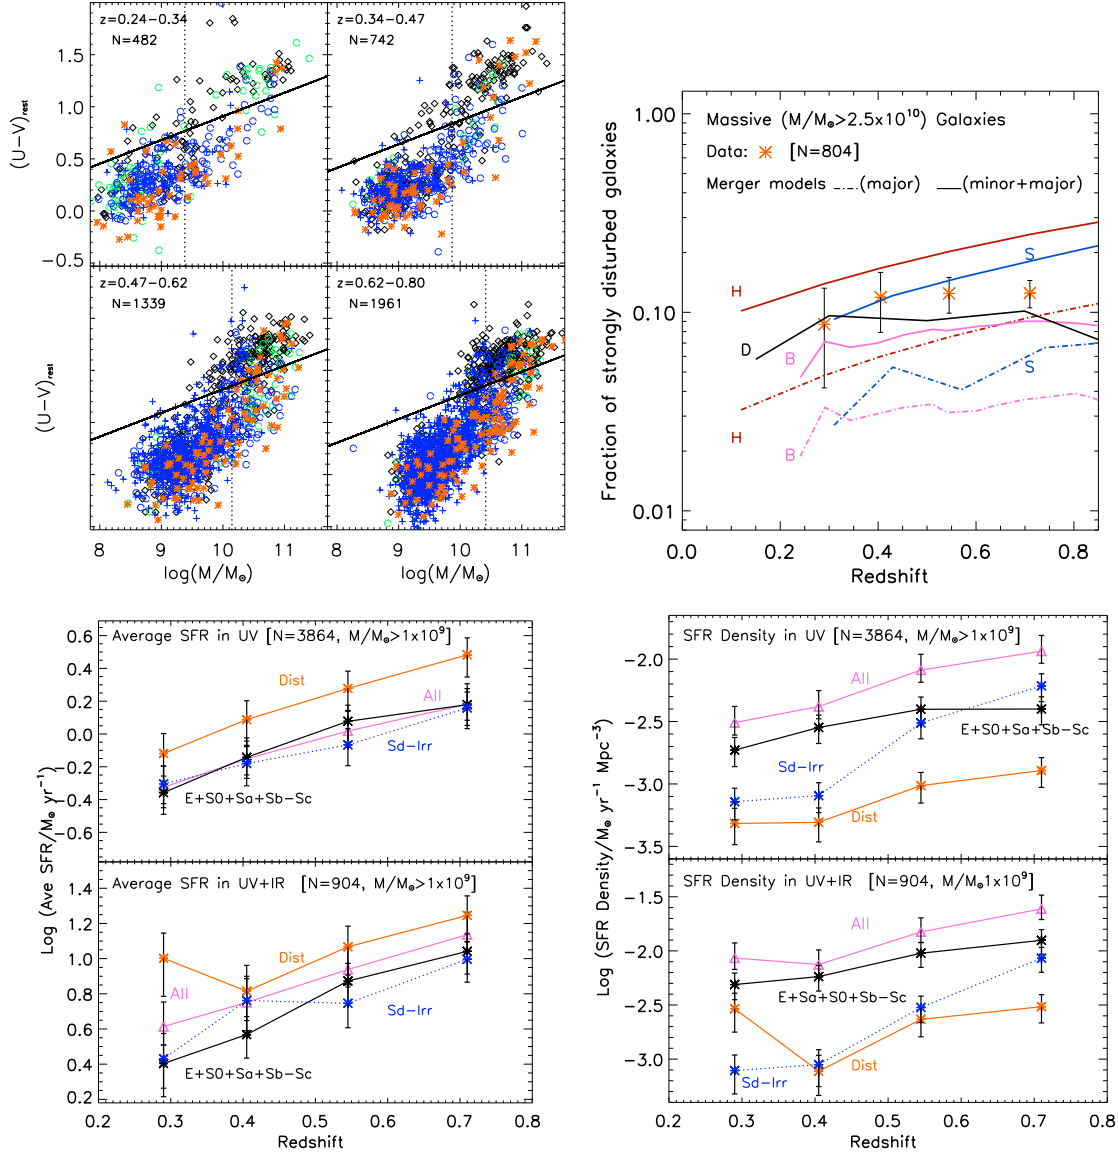 z=0.24−0.34
N=482
z=0.34−0.47
N=742
1.5
1.0
0.5
0.0
−0.5
(U−V)rest
z=0.47−0.62
N=1339
z=0.62−0.80
N=1961
(U−V)rest
8 9 10 11
8 9 10 11
log(M/M⊙)
log(M/M⊙)
Massive (M/M⊙>2.5x10¹⁰) Galaxies
Data: [N=804]
Merger models (major) (minor+major)
1.00
0.10
0.01
Fraction of strongly disturbed galaxies
H
S
D
B
S
H
B
0.0 0.2 0.4 0.6 0.8
Redshift
Average SFR in UV [N=3864, M/M⊙>1x10⁹]
Dist
All
Sd−Irr
E+S0+Sa+Sb−Sc
0.6
0.4
0.2
0.0
−0.2
−0.4
−0.6
Average SFR in UV+IR [N=904, M/M⊙>1x10⁹]
Dist
All
Sd−Irr
E+S0+Sa+Sb−Sc
1.4
1.2
1.0
0.8
0.6
0.4
0.2
Log (Ave SFR/M⊙ yr⁻¹)
0.2 0.3 0.4 0.5 0.6 0.7 0.8
Redshift
SFR Density in UV [N=3864, M/M⊙>1x10⁹]
All
E+S0+Sa+Sb−Sc
Sd−Irr
Dist
−2.0
−2.5
−3.0
−3.5
SFR Density in UV+IR [N=904, M/M⊙1x10⁹]
All
E+Sa+S0+Sb−Sc
Dist
Sd−Irr
−1.5
−2.0
−2.5
−3.0
Log (SFR Density/M⊙ yr⁻¹ Mpc⁻³)
0.2 0.3 0.4 0.5 0.6 0.7 0.8
Redshift